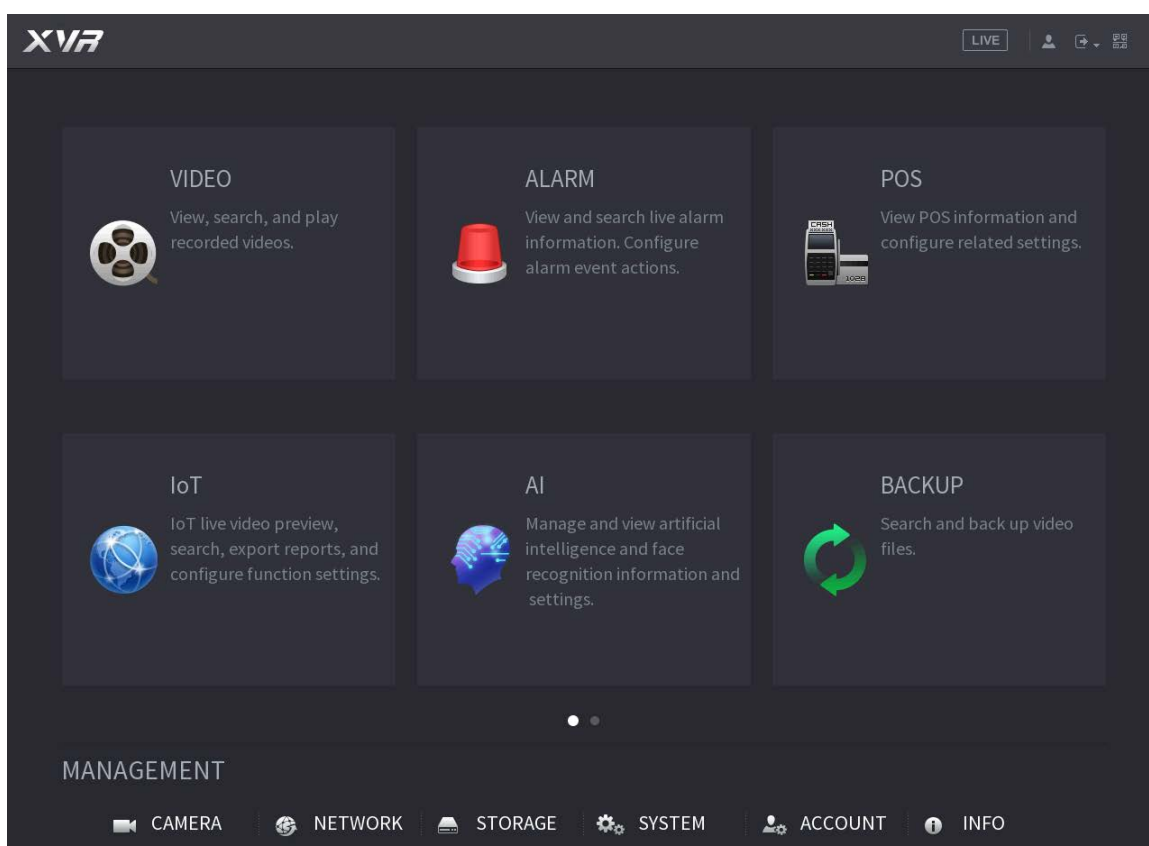 XVR
LIVE
VIDEO
View, search, and play
recorded videos.
ALARM
View and search live alarm
information. Configure
alarm event actions.
POS
View POS information and
configure related settings.
CASH
1028
IoT
IoT live video preview,
search, export reports, and
configure function settings.
AI
Manage and view artificial
intelligence and face
recognition information and
settings.
BACKUP
Search and back up video
files.
MANAGEMENT
CAMERA
NETWORK
STORAGE
SYSTEM
ACCOUNT
INFO